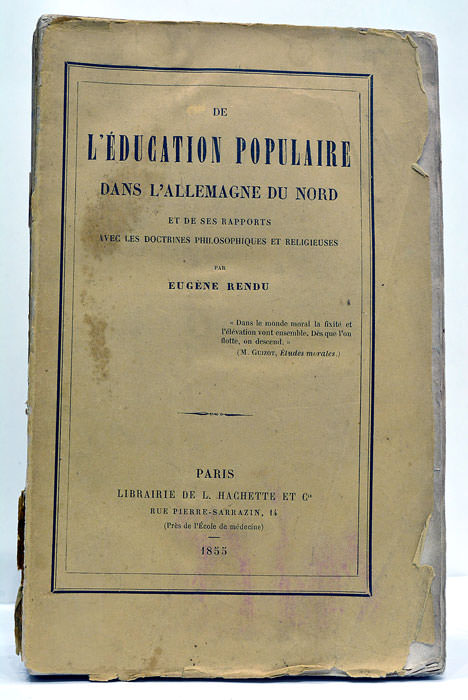 DE
L'ÉDUCATION POPULAIRE
DANS L'ALLEMAGNE DU NORD
ET DE SES RAPPORTS
AVEC LES DOCTRINES PHILOSOPHIQUES ET RELIGIEUSES
PAR
EUGÈNE RENDU
« Dans le monde moral la fixité et
l'élévation vont ensemble. Dès que l'on
flotte, on descend. »
(M. GUIZOT, Études morales.)
PARIS
LIBRAIRIE DE L. HACHETTE ET Cie
RUE PIERRE-SARRAZIN, 14
(Près de l'École de médecine)
1855